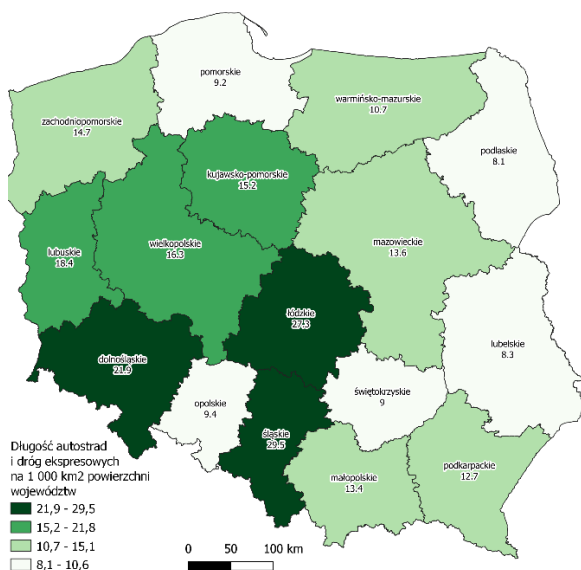 pomorskie
9.2
warmińsko-mazurskie
10.7
zachodniopomorskie
14.7
podlaskie
8.1
kujawsko-pomorskie
15.2
mazowieckie
13.6
wielkopolskie
16.3
lubuskie
18.4
łódzkie
27.3
lubelskie
8.3
dolnośląskie
21.9
świętokrzyskie
9
opolskie
9.4
śląskie
29.5
podkarpackie
12.7
małopolskie
13.4
Długość autostrad
i dróg ekspresowych
na 1 000 km2 powierzchni
województw
21,9 - 29,5
15,2 - 21,8
10,7 - 15,1
8,1 - 10,6
0 50 100 km